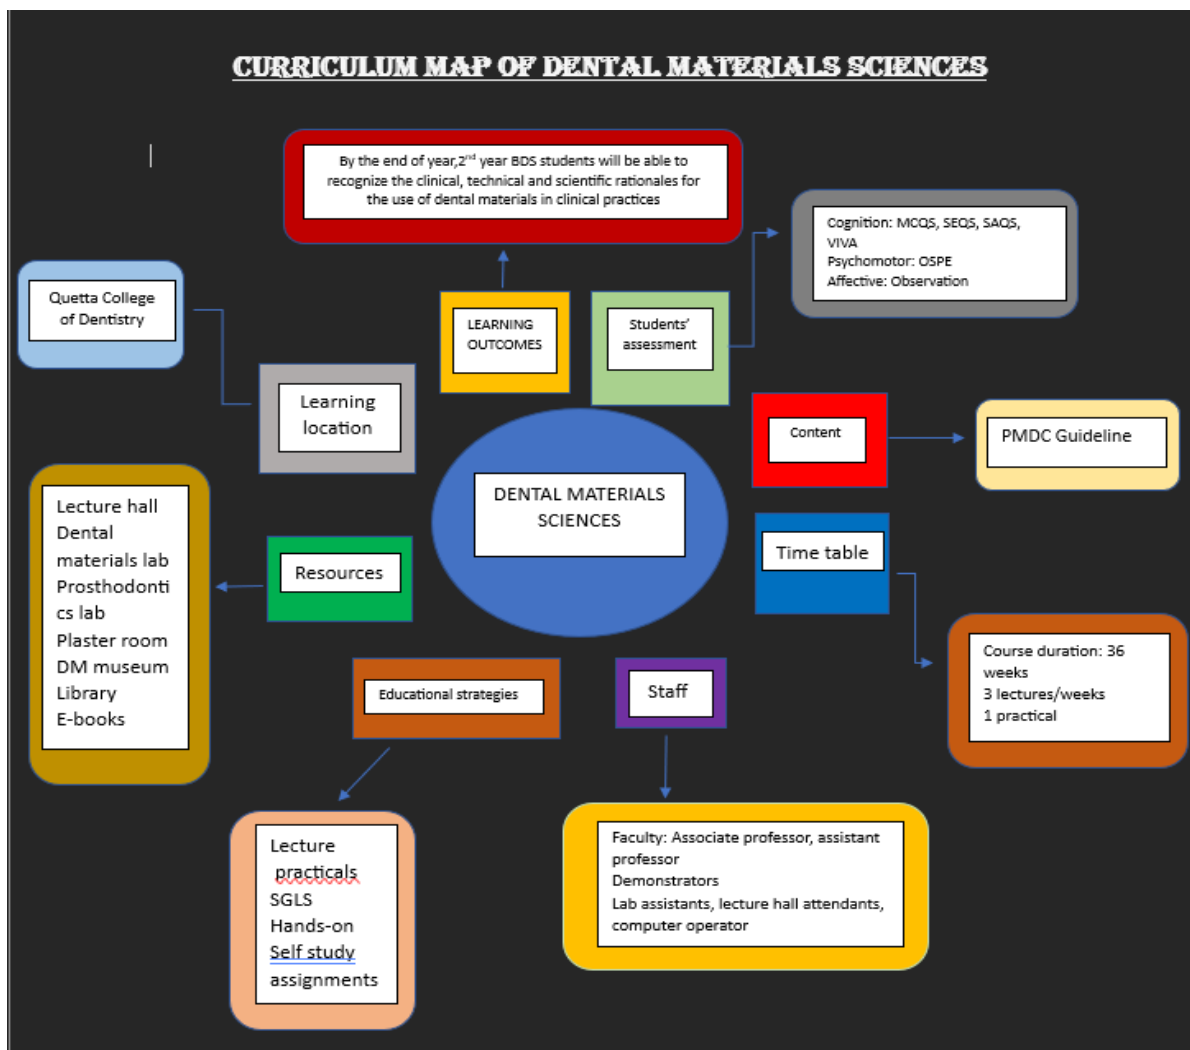 CURRICULUM MAP OF DENTAL MATERIALS SCIENCES
By the end of year,2nd year BDS students will be able to
recognize the clinical, technical and scientific rationales for
the use of dental materials in clinical practices
Cognition: MCQS, SEQS, SAQS,
VIVA
Psychomotor: OSPE
Affective: Observation
Quetta College
of Dentistry
LEARNING
OUTCOMES
Students'
assessment
Learning
location
Content
PMDC Guideline
DENTAL MATERIALS
SCIENCES
Lecture hall
Dental
materials lab
Prosthodonti
cs lab
Plaster room
DM museum
Library
E-books
Resources
Time table
Course duration: 36
weeks
3 lectures/weeks
1 practical
Educational strategies
Staff
Lecture
practicals
SGLS
Hands-on
Self study
assignments
Faculty: Associate professor, assistant
professor
Demonstrators
Lab assistants, lecture hall attendants,
computer operator